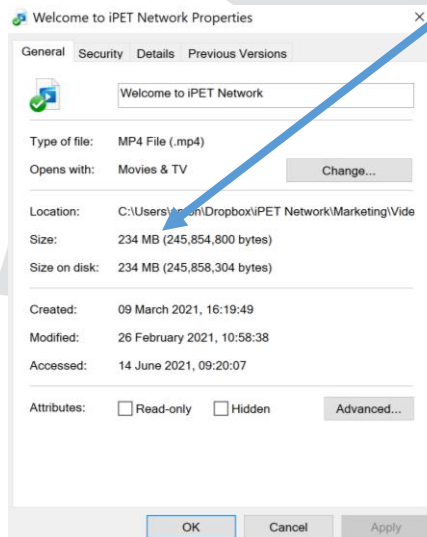 Welcome to iPET Network Properties
General Security Details Previous Versions
Welcome to iPET Network
Type of file: MP4 File (.mp4)
Opens with: Movies & TV Change...
Location: C:\Users\ \Dropbox\iPET Network\Marketing\Vide
Size: 234 MB (245,854,800 bytes)
Size on disk: 234 MB (245,858,304 bytes)
Created: 09 March 2021, 16:19:49
Modified: 26 February 2021, 10:58:38
Accessed: 14 June 2021, 09:20:07
Attributes: Read-only Hidden Advanced...
OK Cancel Apply